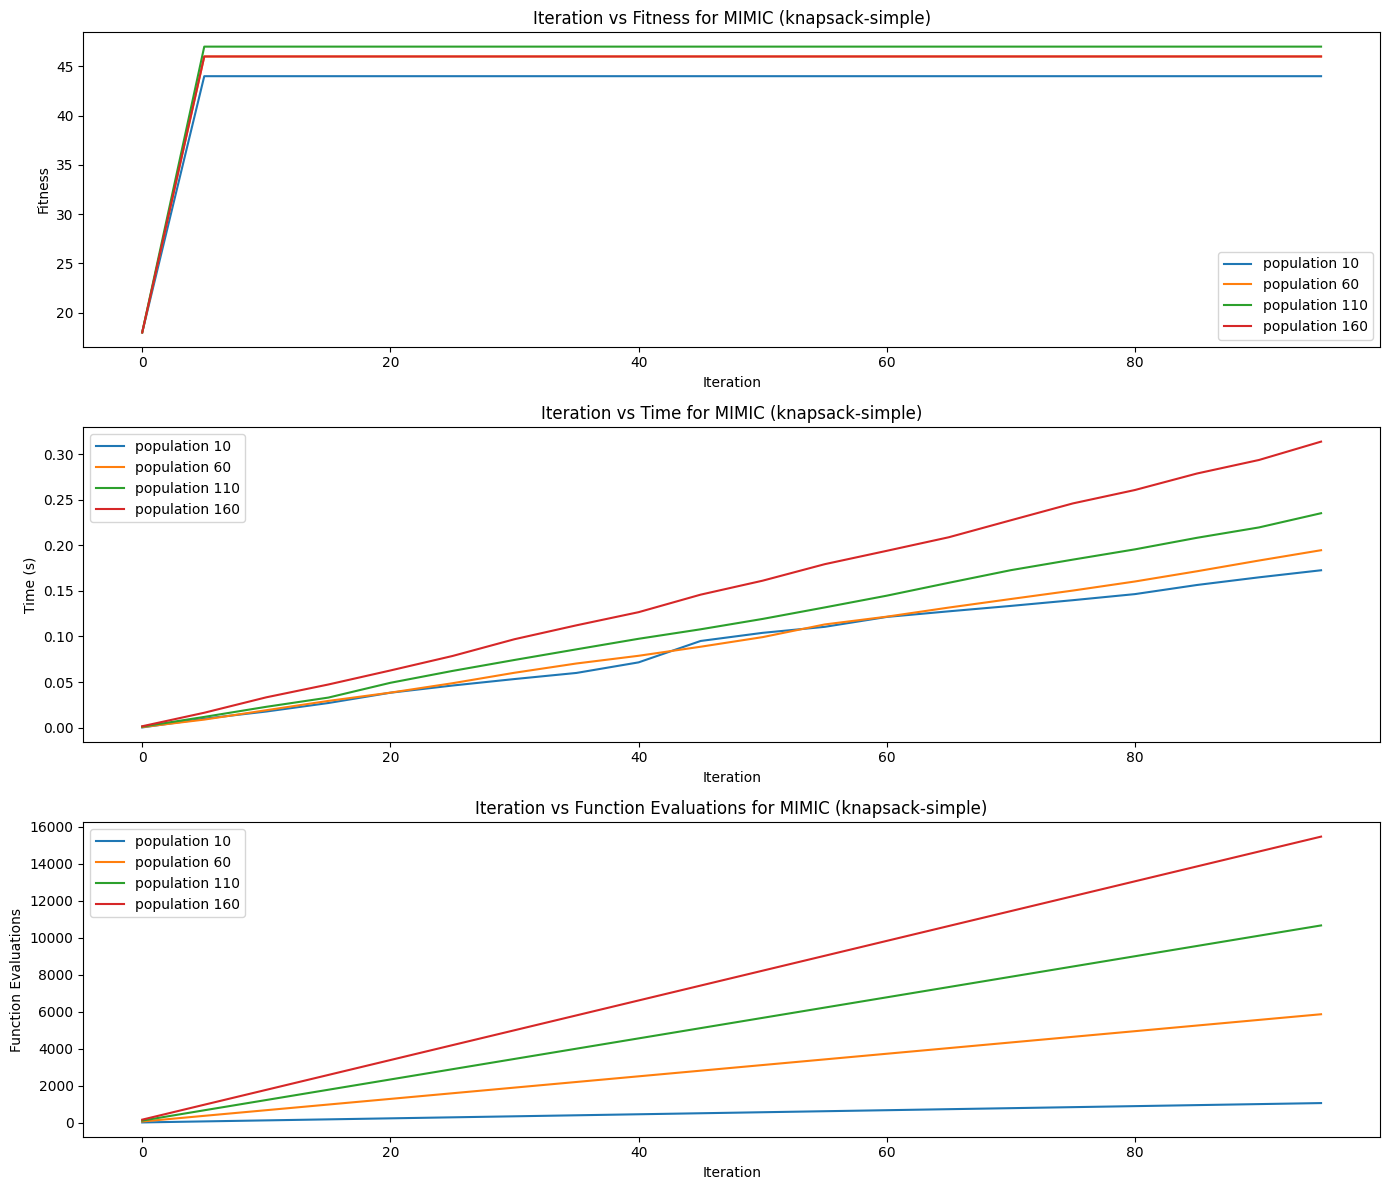 Iteration vs Fitness for MIMIC (knapsack-simple)
45
40
35
30
25
20
Fitness
population 10
population 60
population 110
population 160
0 20 40 60 80
Iteration
Iteration vs Time for MIMIC (knapsack-simple)
population 10
population 60
population 110
population 160
0.30
0.25
0.20
0.15
0.10
0.05
0.00
Time (s)
0 20 40 60 80
Iteration
Iteration vs Function Evaluations for MIMIC (knapsack-simple)
population 10
population 60
population 110
population 160
16000
14000
12000
10000
8000
6000
4000
2000
0
Function Evaluations
0 20 40 60 80
Iteration